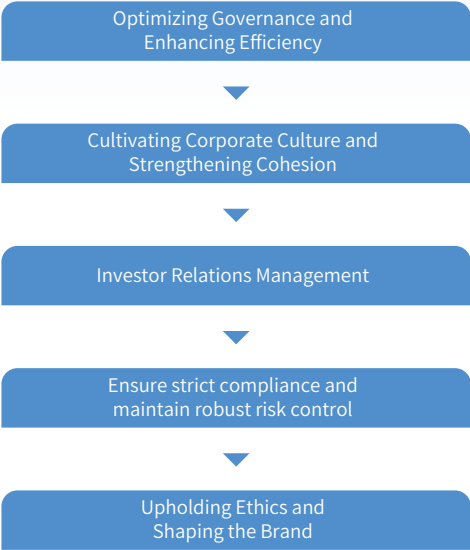 Optimizing Governance and
Enhancing Efficiency
Cultivating Corporate Culture and
Strengthening Cohesion
Investor Relations Management
Ensure strict compliance and
maintain robust risk control
Upholding Ethics and
Shaping the Brand